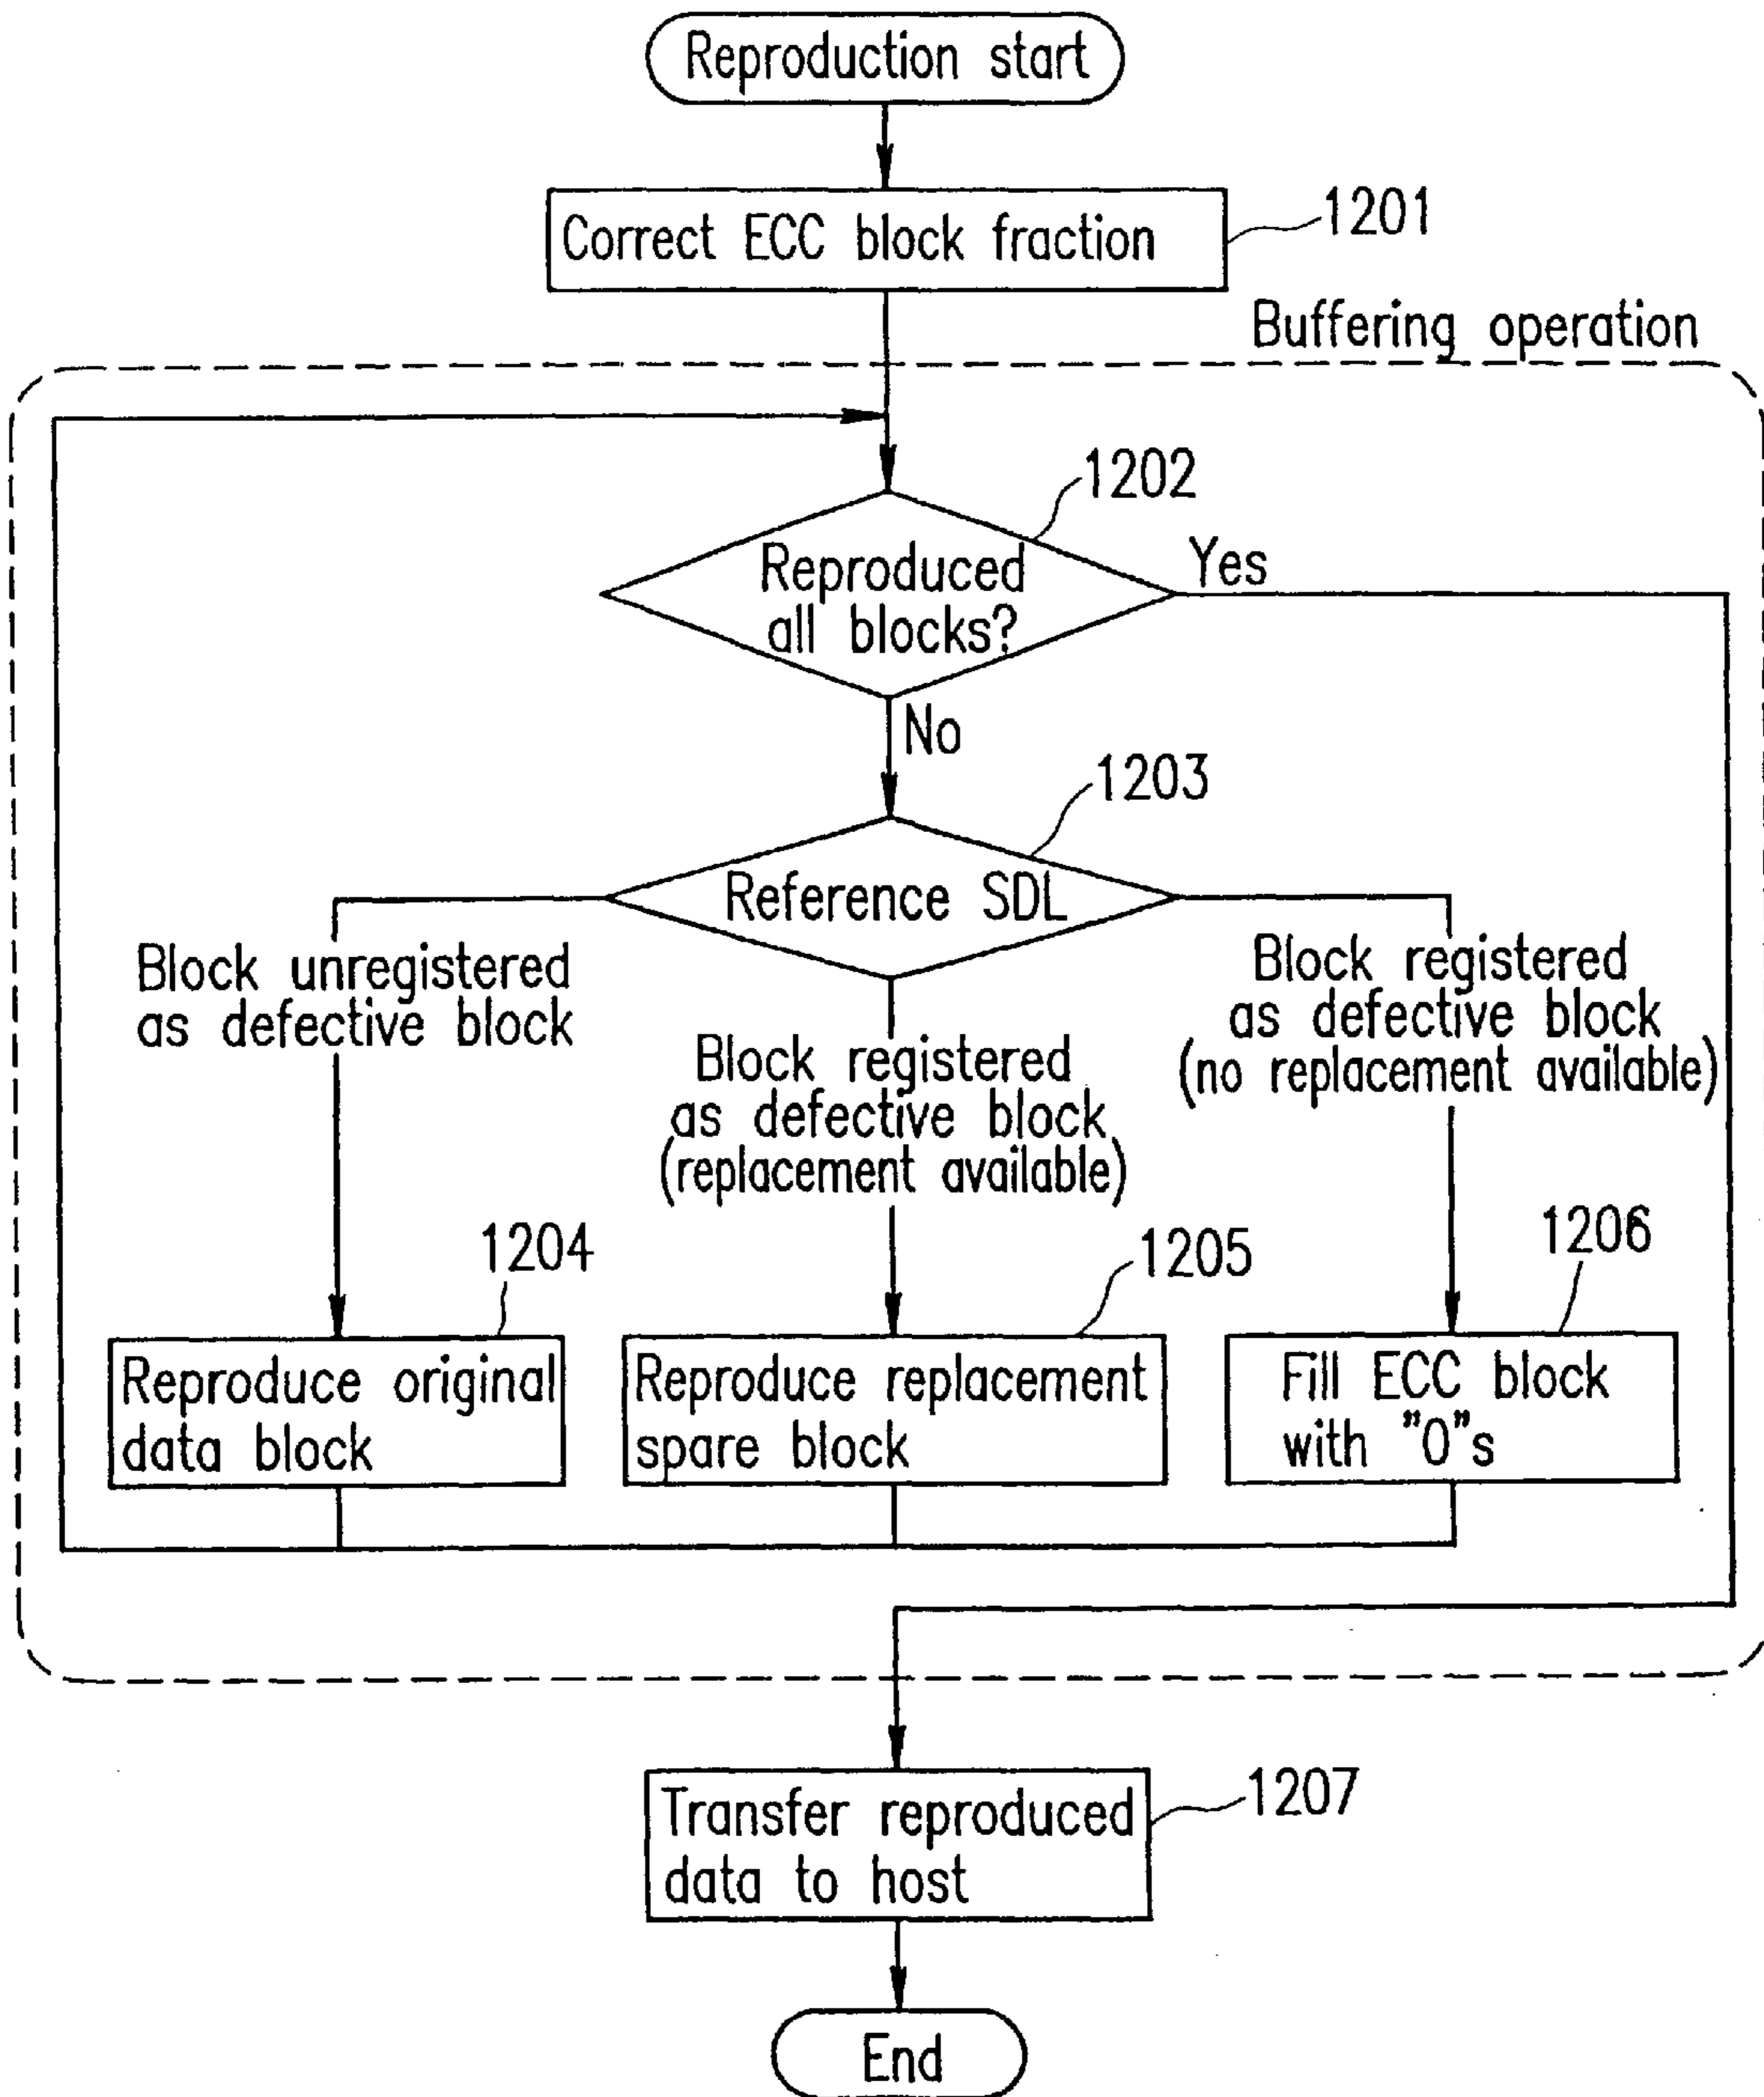 Reproduction start
Correct ECC block fraction
1201
Buffering operation
1202
Reproduced
all blocks?
Yes
No
1203
Reference SDL
Block unregistered
as defective block
Block registered
as defective block
(replacement available)
Block registered
as defective block
(no replacement available)
1204
Reproduce original
data block
1205
Reproduce replacement
spare block
1206
Fill ECC block
with "0"s
Transfer reproduced
data to host
1207
End